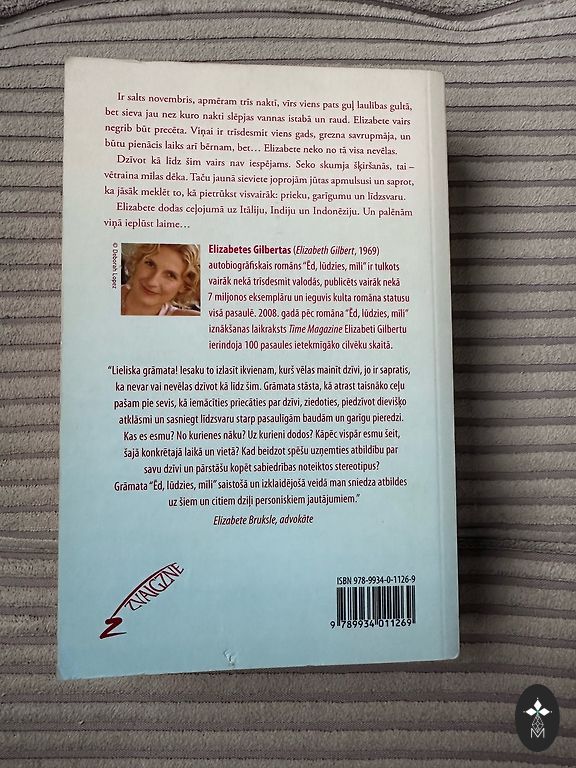 Ir salts novembris, apmēram trīs naktī, vīrs viens pats guļ laulības gultā,
bet sieva jau nez kuro nakti slēpjas vannas istabā un raud. Elizabete vairs
negrib būt precēta. Viņai ir trīsdesmit viens gads, grezna savrupmāja, un
būtu pienācis laiks arī bērnam, bet… Elizabete neko no tā visa nevēlas.
Dzīvot kā līdz šim vairs nav iespējams. Seko skumja šķiršanās, tai –
vētraina mīlas dēka. Taču jaunā sieviete joprojām jūtas apmulsusi un saprot,
ka jāsāk meklēt to, kā pietrūkst visvairāk: prieku, garīgumu un līdzsvaru.
Elizabete dodas ceļojumā uz Itāliju, Indiju un Indonēziju. Un palēnām
viņā ieplūst laime…
© Deborah Lopez
Elizabetes Gilbertas (Elizabeth Gilbert, 1969)
autobiogrāfiskais romāns “Ēd, lūdzies, mīli” ir tulkots
vairāk nekā trīsdesmit valodās, publicēts vairāk nekā
7 miljonos eksemplāru un ieguvis kulta romāna statusu
visā pasaulē. 2008. gadā pēc romāna “Ēd, lūdzies, mīli”
iznākšanas laikraksts Time Magazine Elizabeti Gilbertu
ierindoja 100 pasaules ietekmīgāko cilvēku skaitā.
“Lieliska grāmata! Iesaku to izlasīt ikvienam, kurš vēlas mainīt dzīvi, jo ir sapratis,
ka nevar vai nevēlas dzīvot kā līdz šim. Grāmata stāsta, kā atrast taisnāko ceļu
pašam pie sevis, kā iemācīties priecāties par dzīvi, ziedoties, piedzīvot dievišķo
atklāsmi un sasniegt līdzsvaru starp pasaulīgām baudām un garīgu pieredzi.
Kas es esmu? No kurienes nāku? Uz kurieni dodos? Kāpēc vispār esmu šeit,
šajā konkrētajā laikā un vietā? Kad beidzot spēšu uzņemties atbildību par
savu dzīvi un pārstāšu kopēt sabiedrības noteiktos stereotipus?
Grāmata “Ēd, lūdzies, mīli” saistošā un izklaidējošā veidā man sniedza atbildes
uz šiem un citiem dziļi personiskiem jautājumiem.”
Elizabete Bruksle, advokāte
ZVAIGZNE
ISBN 978-9934-0-1126-9
9 789934 011269
M